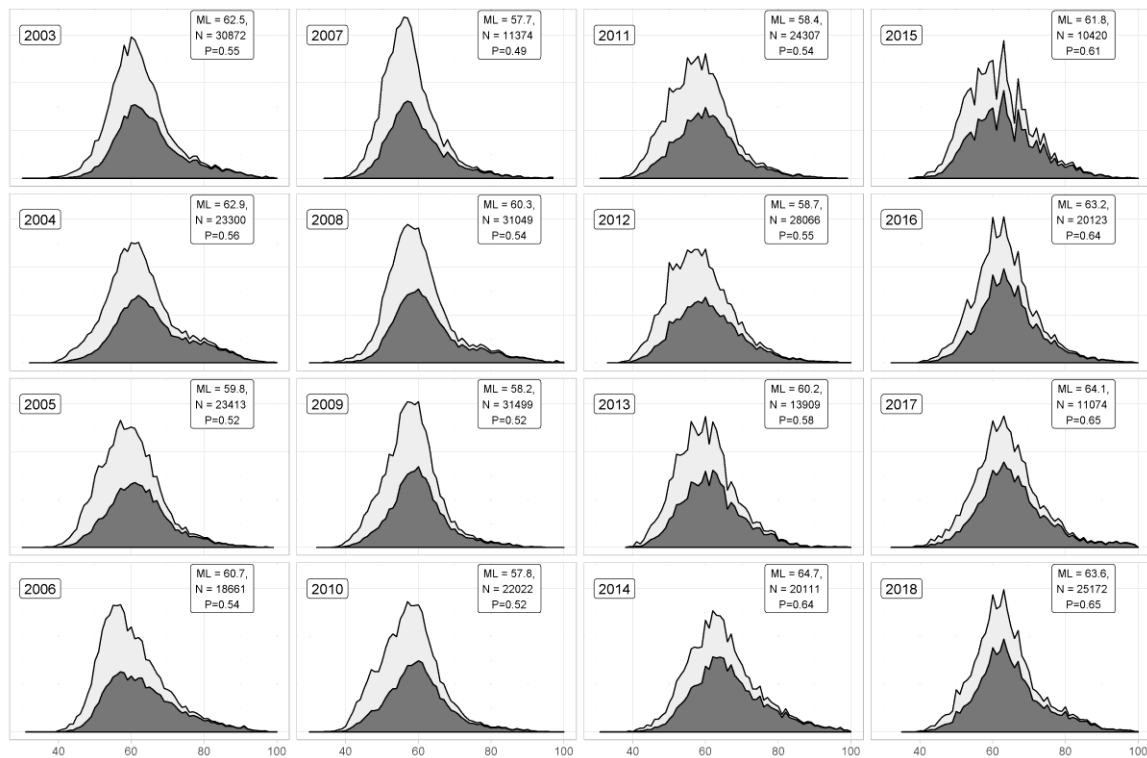 2003
ML = 62.5,
N = 30872
P=0.55
2007
ML = 57.7,
N = 11374
P=0.49
2011
ML = 58.4,
N = 24307
P=0.54
2015
ML = 61.8,
N = 10420
P=0.61
2004
ML = 62.9,
N = 23300
P=0.56
2008
ML = 60.3,
N = 31049
P=0.54
2012
ML = 58.7,
N = 28066
P=0.55
2016
ML = 63.2,
N = 20123
P=0.64
2005
ML = 59.8,
N = 23413
P=0.52
2009
ML = 58.2,
N = 31499
P=0.52
2013
ML = 60.2,
N = 13909
P=0.58
2017
ML = 64.1,
N = 11074
P=0.65
2006
ML = 60.7,
N = 18661
P=0.54
2010
ML = 57.8,
N = 22022
P=0.52
2014
ML = 64.7,
N = 20111
P=0.64
2018
ML = 63.6,
N = 25172
P=0.65
40 60 80 100 40 60 80 100 40 60 80 100 40 60 80 100